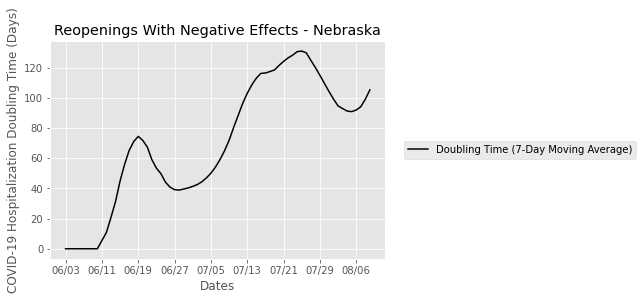 Reopenings With Negative Effects - Nebraska
COVID-19 Hospitalization Doubling Time (Days)
120
100
80
60
40
20
0
06/03 06/11 06/19 06/27 07/05 07/13 07/21 07/29 08/06
Dates
Doubling Time (7-Day Moving Average)